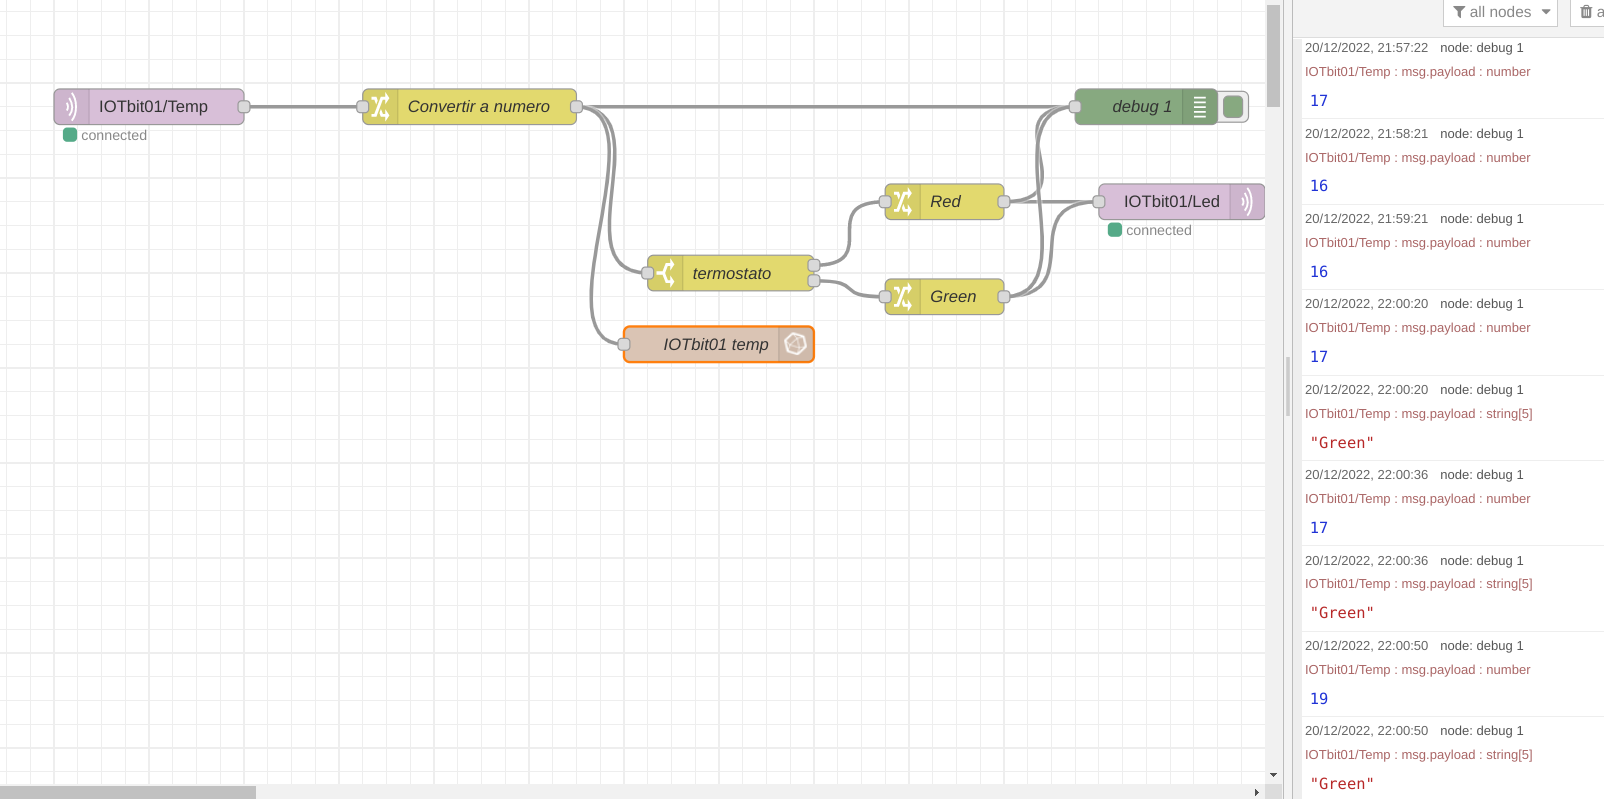 all nodes
a
IOTbit01/Temp
connected
Convertir a numero
debug 1
Red
IOTbit01/Led
connected
termostato
Green
IOTbit01 temp
20/12/2022, 21:57:22 node: debug 1
IOTbit01/Temp : msg.payload : number
17
20/12/2022, 21:58:21 node: debug 1
IOTbit01/Temp : msg.payload : number
16
20/12/2022, 21:59:21 node: debug 1
IOTbit01/Temp : msg.payload : number
16
20/12/2022, 22:00:20 node: debug 1
IOTbit01/Temp : msg.payload : number
17
20/12/2022, 22:00:20 node: debug 1
IOTbit01/Temp : msg.payload : string[5]
"Green"
20/12/2022, 22:00:36 node: debug 1
IOTbit01/Temp : msg.payload : number
17
20/12/2022, 22:00:36 node: debug 1
IOTbit01/Temp : msg.payload : string[5]
"Green"
20/12/2022, 22:00:50 node: debug 1
IOTbit01/Temp : msg.payload : number
19
20/12/2022, 22:00:50 node: debug 1
IOTbit01/Temp : msg.payload : string[5]
"Green"